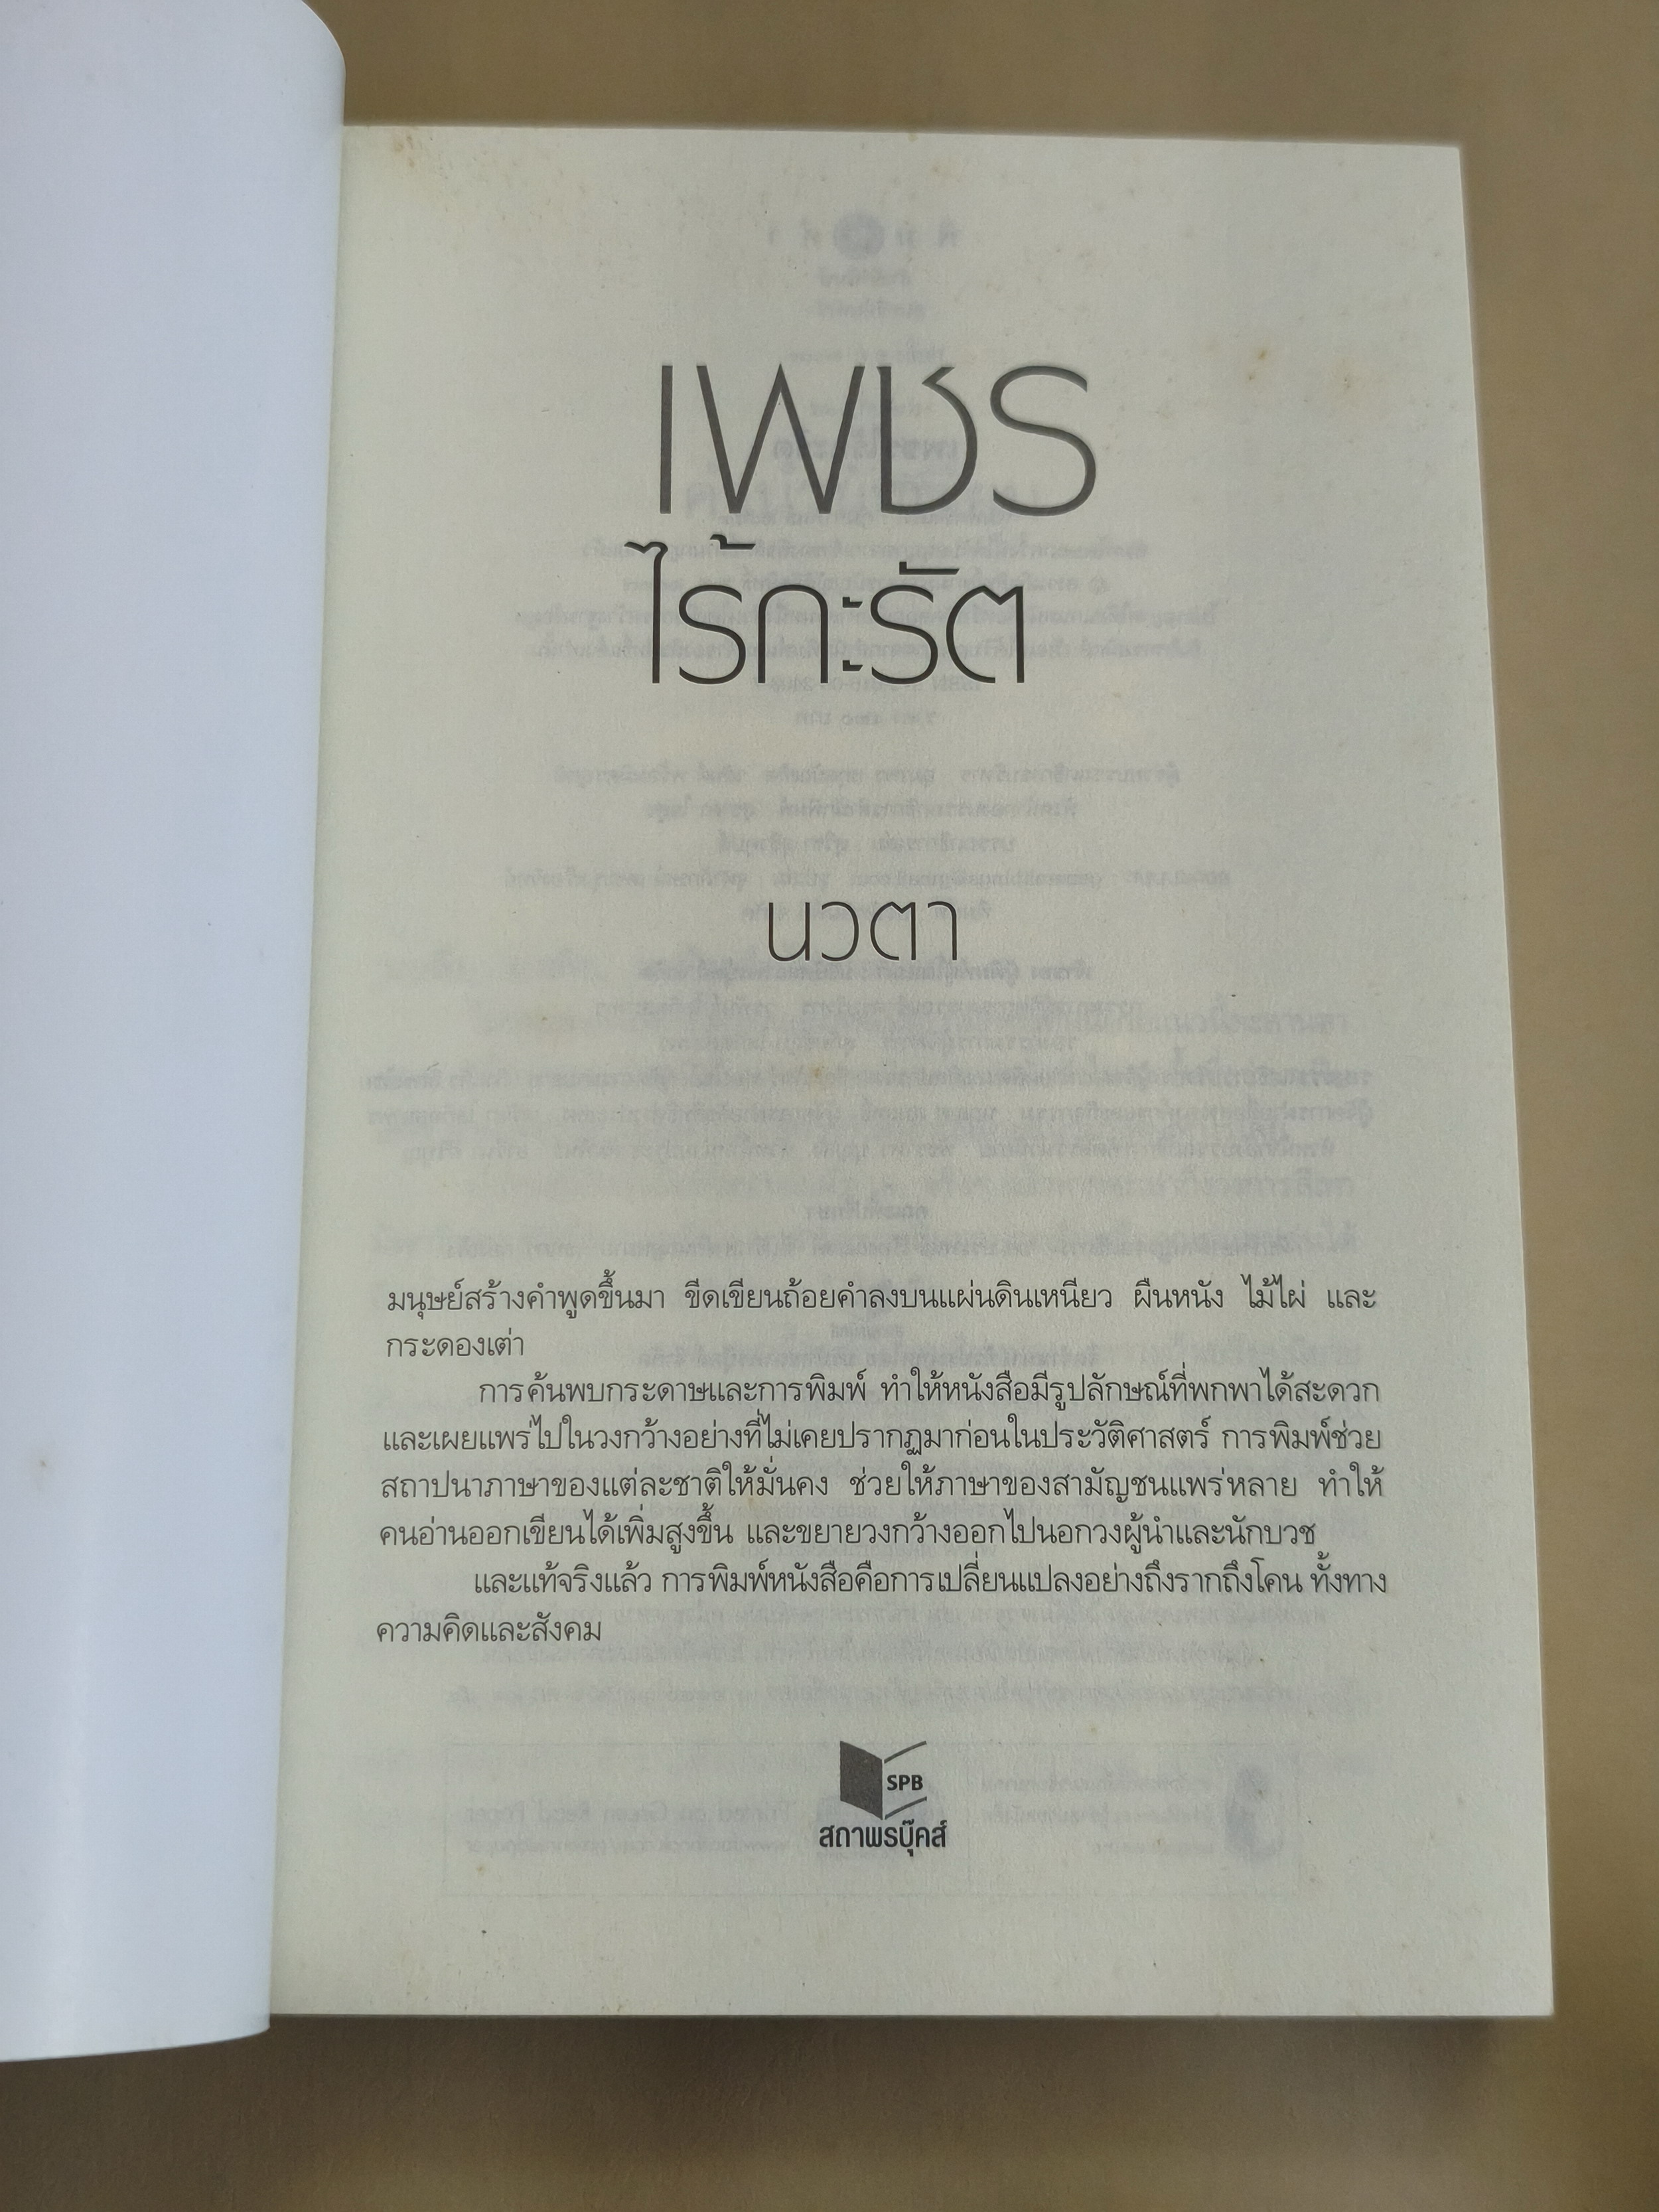 เพชร
ไร้กะรัต
นวตา
มนุษย์สร้างคำพูดขึ้นมา ขีดเขียนถ้อยคำลงบนแผ่นดินเหนียว ผืนหนัง ไม้ไผ่ และ
กระดองเต่า
การค้นพบกระดาษและการพิมพ์ ทำให้หนังสือมีรูปลักษณ์ที่พกพาได้สะดวก
และเผยแพร่ไปในวงกว้างอย่างที่ไม่เคยปรากฏมาก่อนในประวัติศาสตร์ การพิมพ์ช่วย
สถาปนาภาษาของแต่ละชาติให้มั่นคง ช่วยให้ภาษาของสามัญชนแพร่หลาย ทำให้
คนอ่านออกเขียนได้เพิ่มสูงขึ้น และขยายวงกว้างออกไปนอกวงผู้นำและนักบวช
และแท้จริงแล้ว การพิมพ์หนังสือคือการเปลี่ยนแปลงอย่างถึงรากถึงโคน ทั้งทาง
ความคิดและสังคม
SPB
สถาพรบุ๊คส์